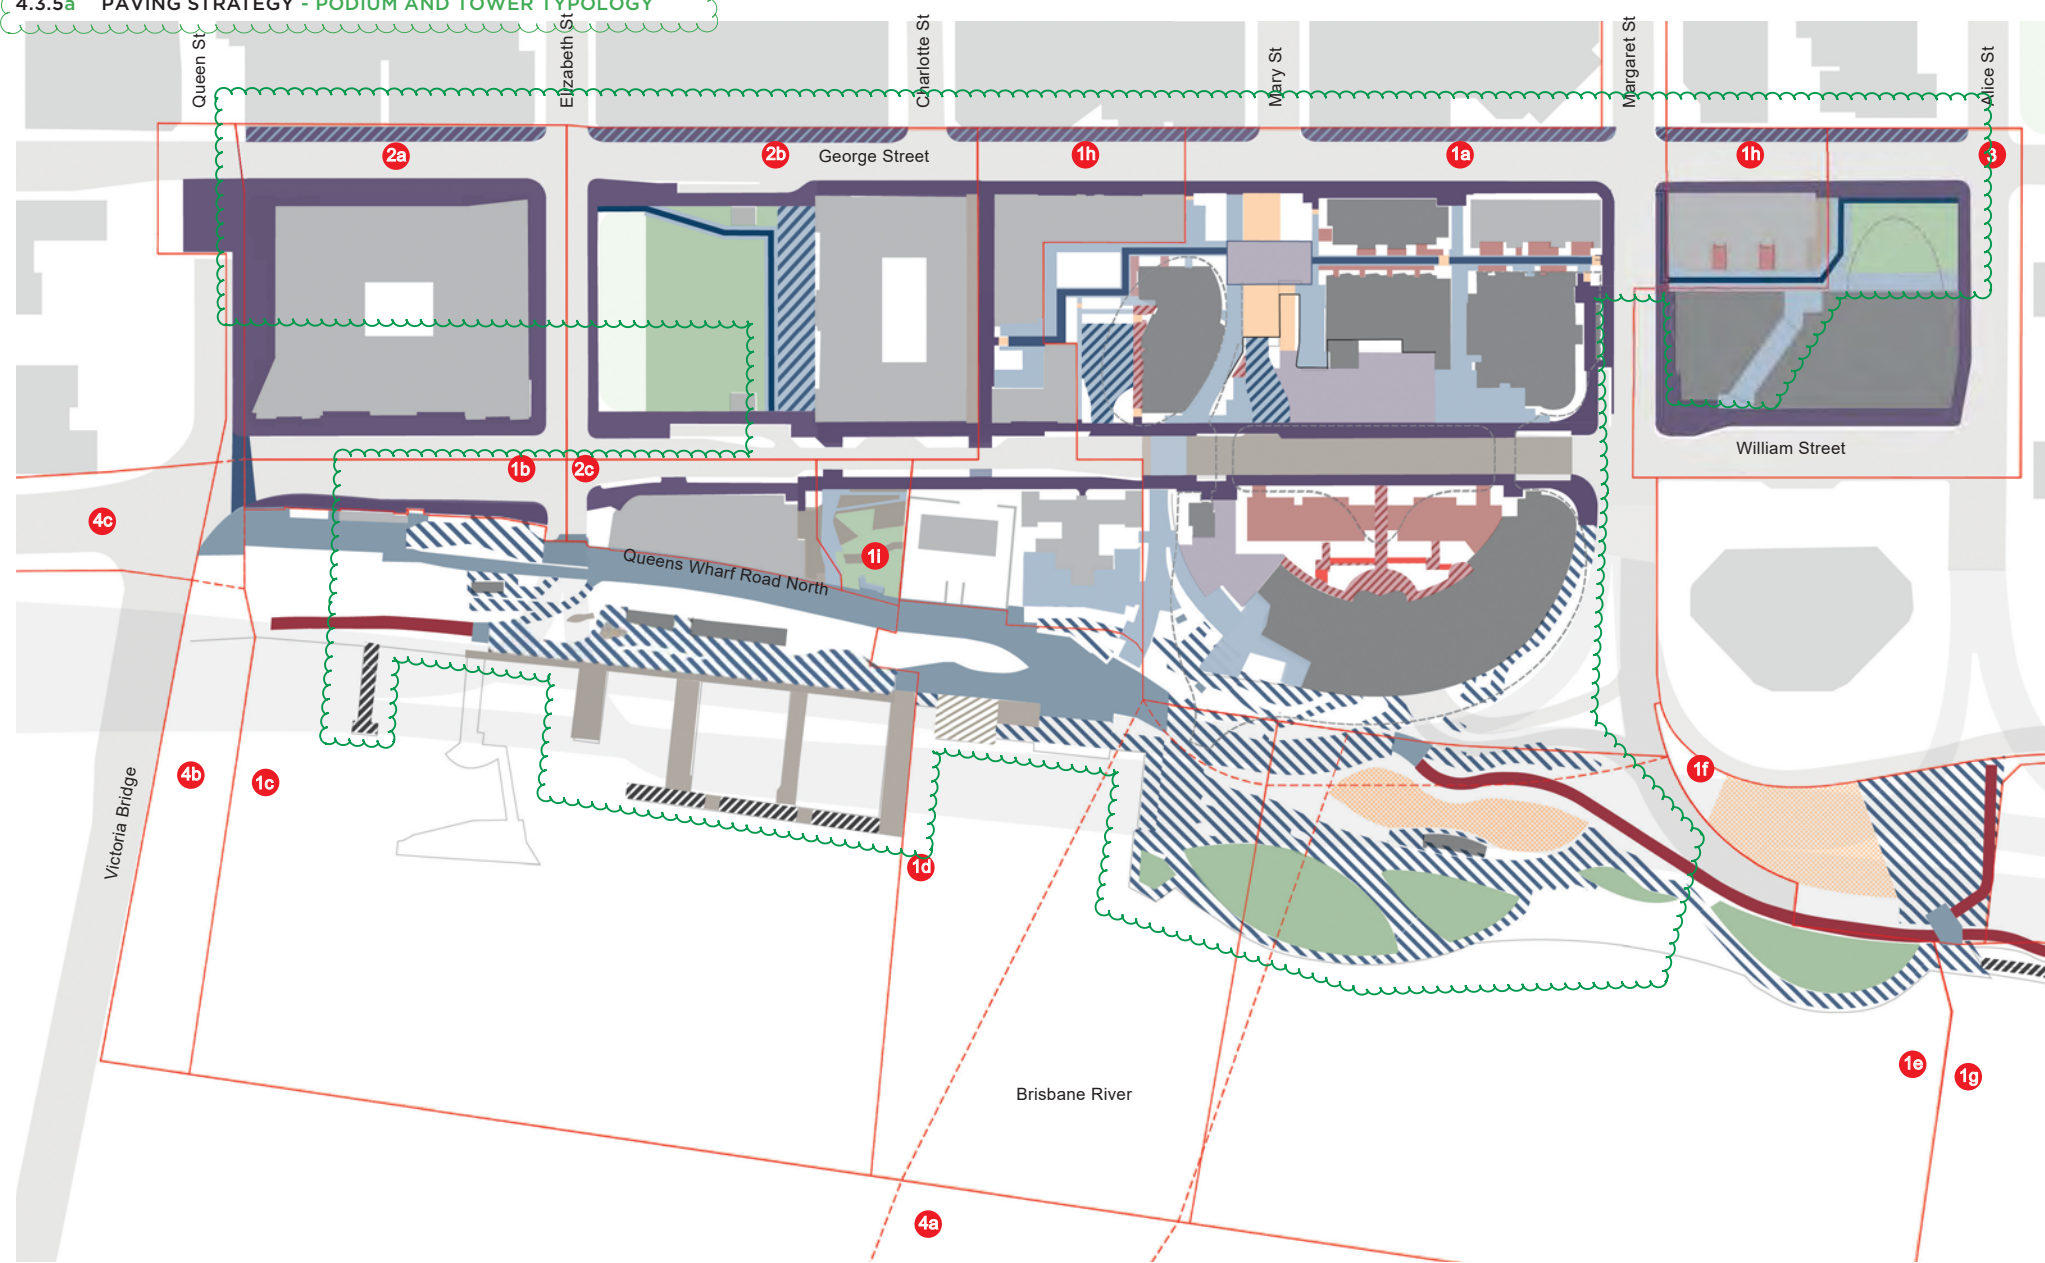 4.3.5a PAVING STRATEGY - PODIUM AND TOWER TYPOLOGY
Queen St
Elizabeth St
Charlotte St
Mary St
Margaret St
Alice St
2a
2b
George Street
1h
1a
1h
3
1b
2c
William Street
4c
1i
Queens Wharf Road North
4b
1c
Victoria Bridge
1f
1d
1e
1g
Brisbane River
4a